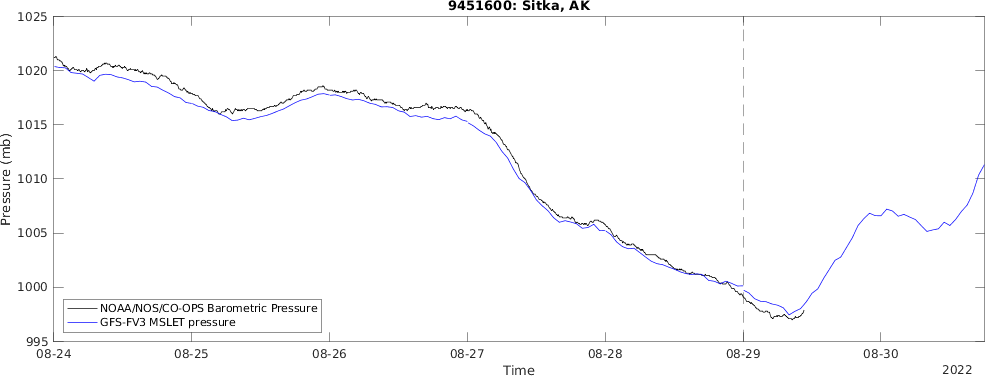 9451600: Sitka, AK
1025
1020
1015
1010
1005
1000
995
Pressure (mb)
NOAA/NOS/CO-OPS Barometric Pressure
GFS-FV3 MSLET pressure
08-24 08-25 08-26 08-27 08-28 08-29 08-30
Time
2022